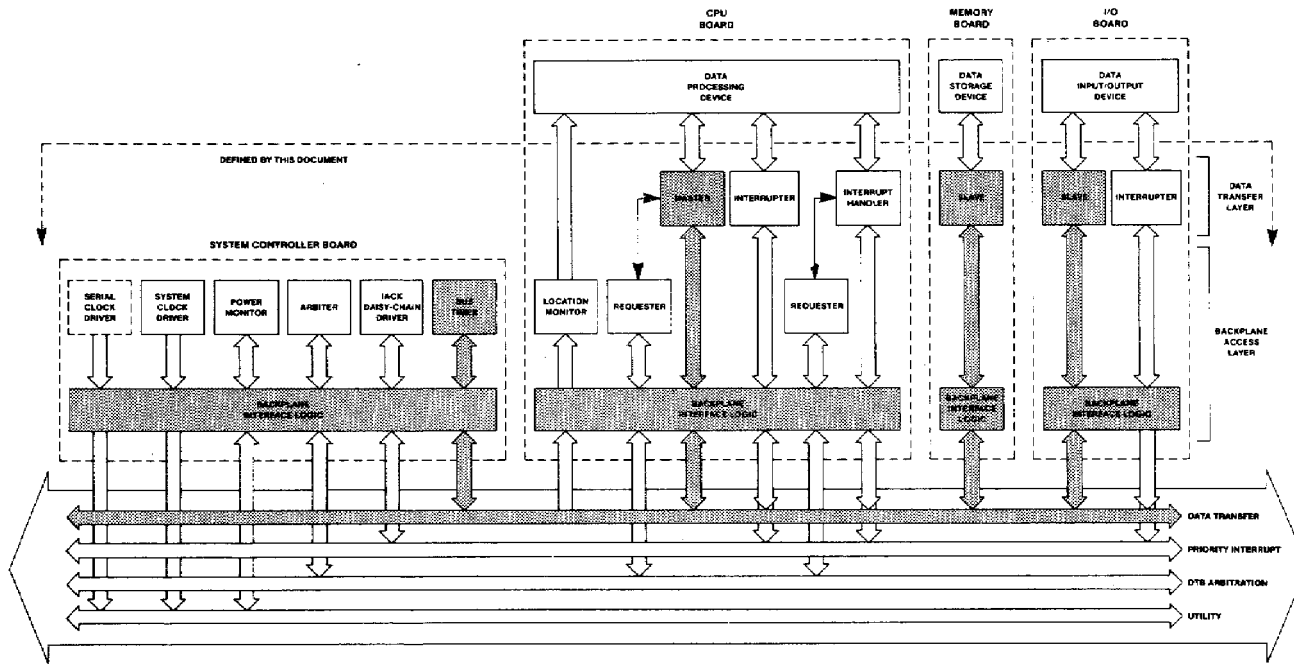 CPU
BOARD
MEMORY
BOARD
I/O
BOARD
DATA
PROCESSING
DEVICE
DATA
STORAGE
DEVICE
DATA
INPUT/OUTPUT
DEVICE
DEFINED BY THIS DOCUMENT
MASTER
INTERRUPTER
INTERRUPT
HANDLER
SLAVE
SLAVE
INTERRUPTER
DATA
TRANSFER
LAYER
SYSTEM CONTROLLER BOARD
SERIAL
CLOCK
DRIVER
SYSTEM
CLOCK
DRIVER
POWER
MONITOR
ARBITER
IACK
DAISY-CHAIN
DRIVER
BUS
TIMER
LOCATION
MONITOR
REQUESTER
REQUESTER
BACKPLANE
ACCESS
LAYER
BACKPLANE
INTERFACE LOGIC
BACKPLANE
INTERFACE LOGIC
BACKPLANE
INTERFACE
LOGIC
BACKPLANE
INTERFACE LOGIC
DATA TRANSFER
PRIORITY INTERRUPT
DTB ARBITRATION
UTILITY